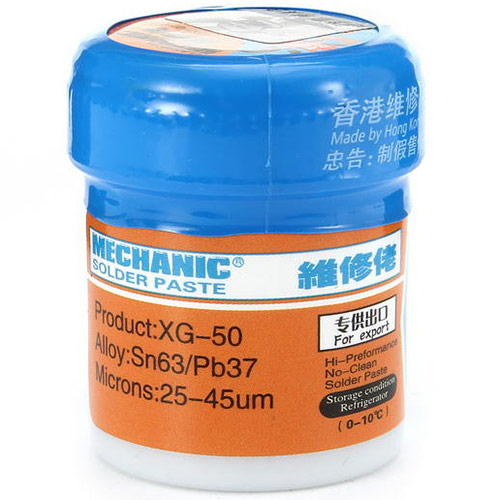 香港维修
Made by Hong Kon
忠告:制假售
MECHANIC®
SOLDER PASTE
維修佬
Product:XG-50
Alloy:Sn63/Pb37
Microns:25-45um
专供出口
For export
Hi-Preformance
No-Clean
Solder Paste
Storage condition
Refrigerator
(0-10℃)